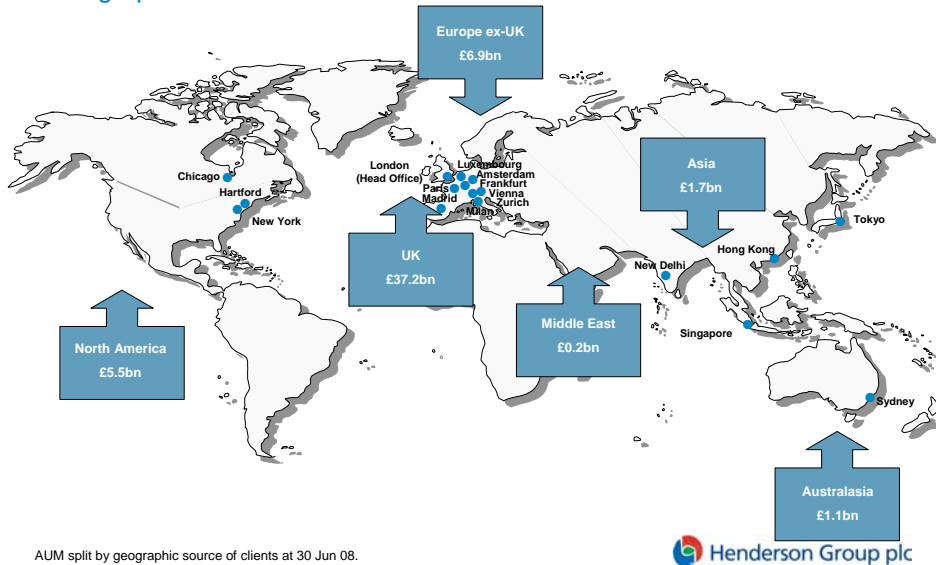 Europe ex-UK
£6.9bn
London
(Head Office)
Luxembourg
Amsterdam
Frankfurt
Vienna
Zurich
Paris
Madrid
Milan
Chicago
Hartford
New York
Asia
£1.7bn
Tokyo
Hong Kong
New Delhi
Singapore
UK
£37.2bn
Middle East
£0.2bn
North America
£5.5bn
Sydney
Australasia
£1.1bn
AUM split by geographic source of clients at 30 Jun 08.
Henderson Group plc